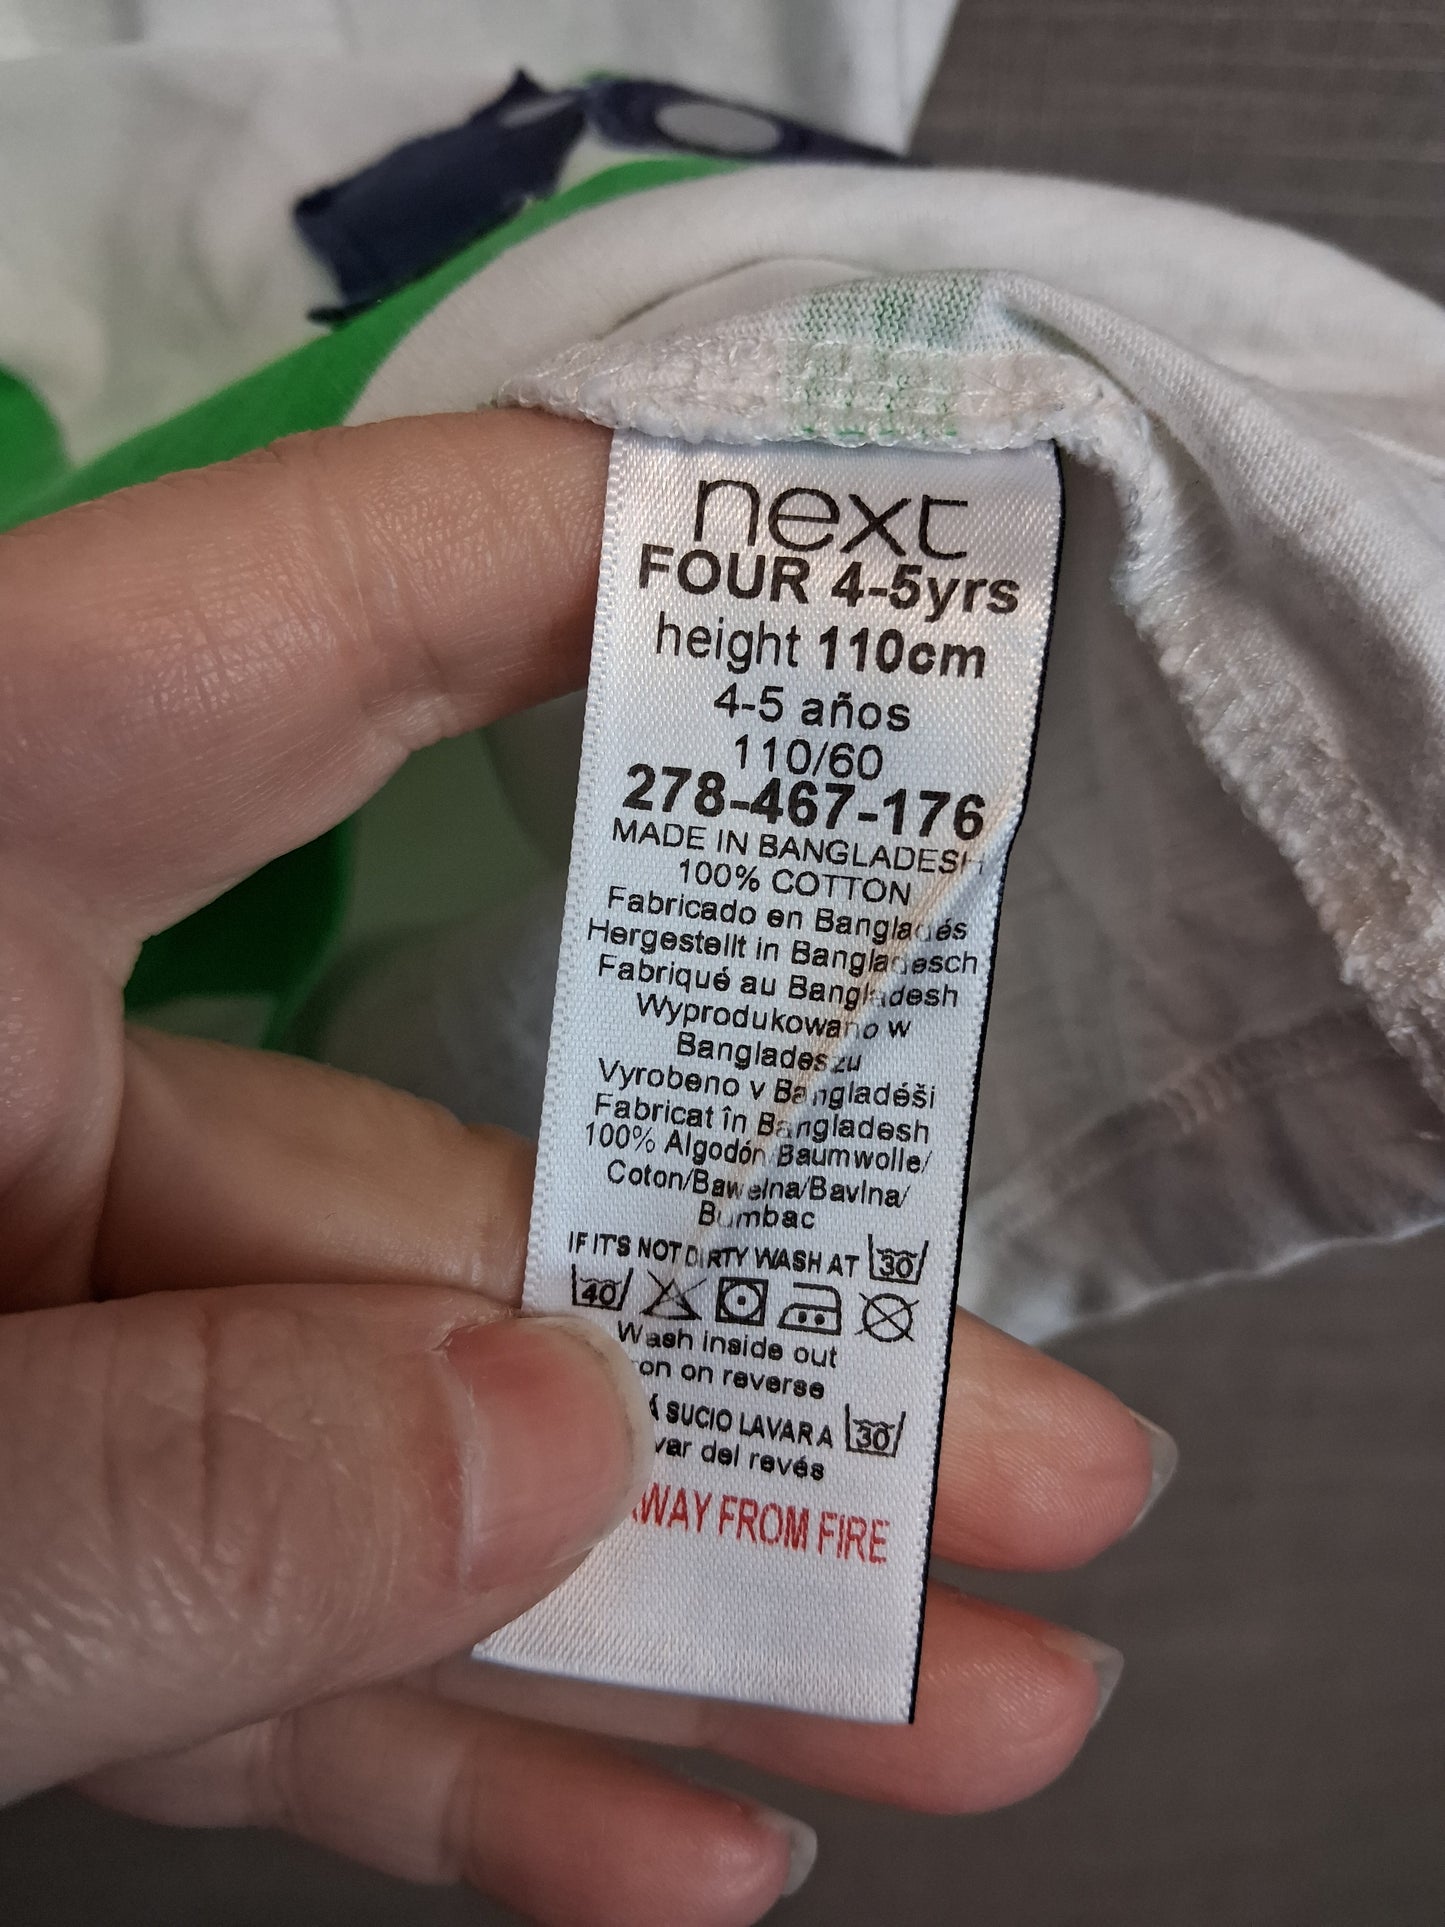 next
FOUR 4-5yrs
height 110cm
4-5 años
110/60
278-467-176
MADE IN BANGLADESH
100% COTTON
Fabricado en Bangladés
Hergestellt in Bangladesch
Fabriqué au Bangladesh
Wyprodukowano w
Bangladeszu
Vyrobeno v Bangladéši
Fabricat în Bangladesh
100% Algodón/Baumwolle/
Coton/Bawełna/Bavlna/
Bumbac
IF IT'S NOT DIRTY WASH AT 30
40
Wash inside out
on reverse
SUCIO LAVAR A 30
del revés
AWAY FROM FIRE